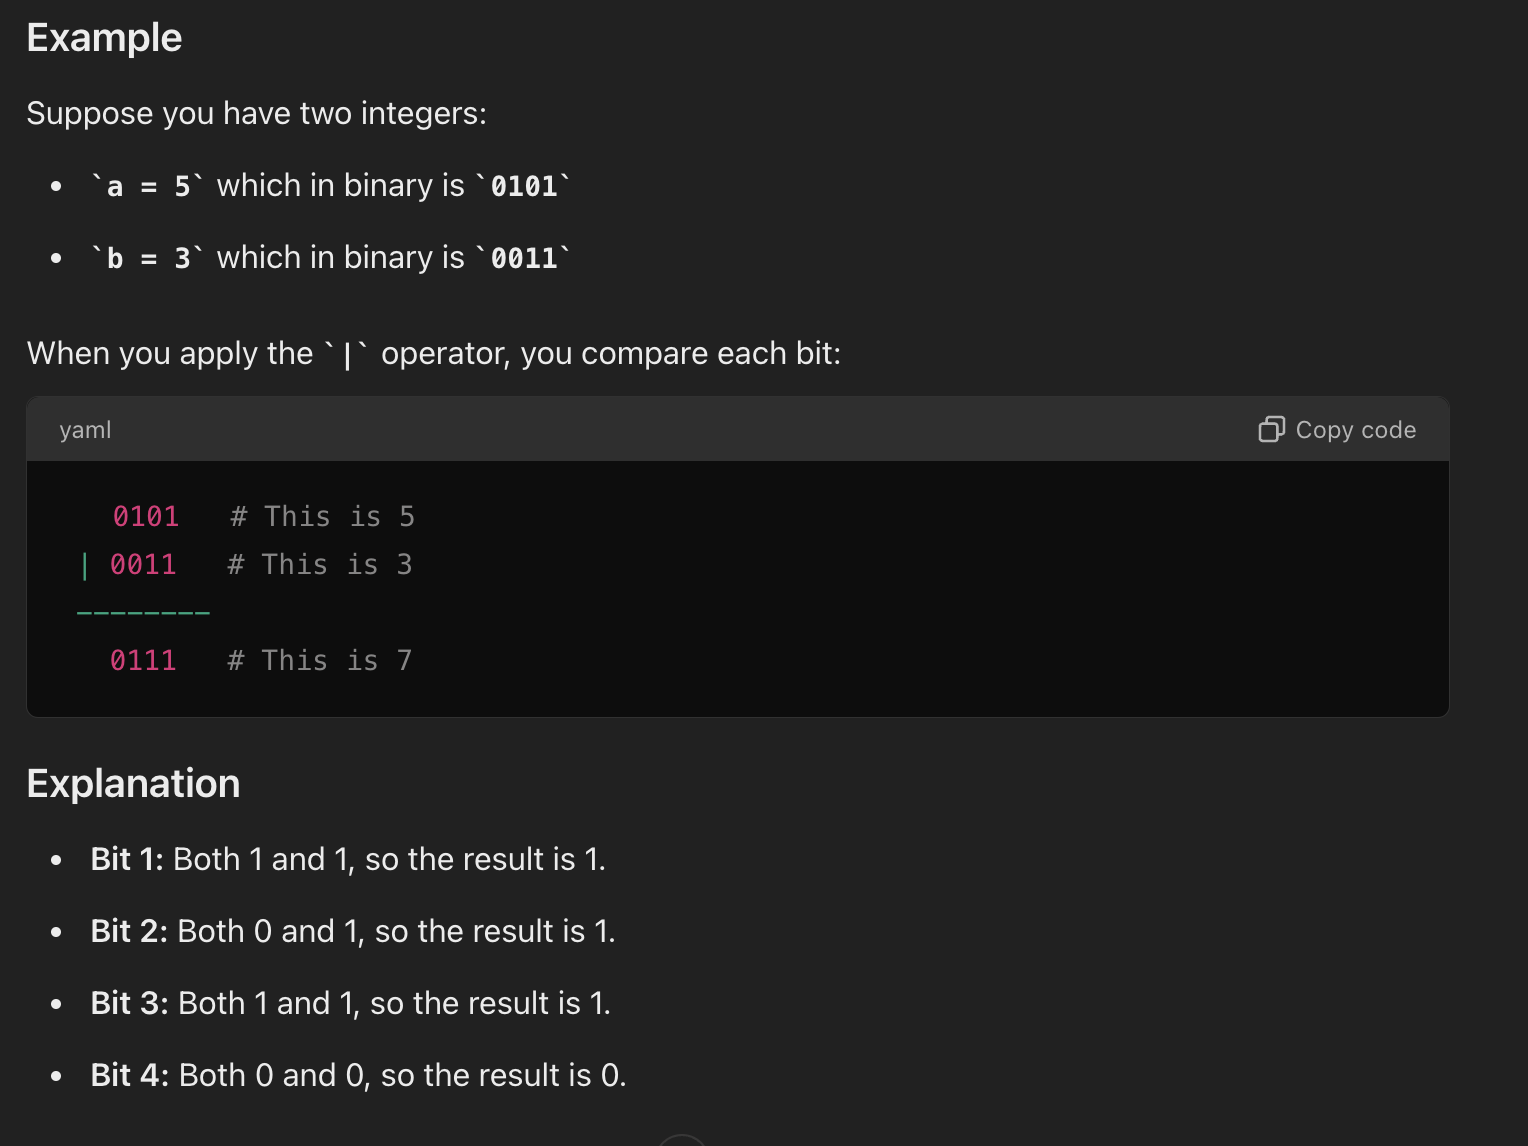 Example
Suppose you have two integers:
• `a = 5` which in binary is `0101`
• `b = 3` which in binary is `0011`
When you apply the `|` operator, you compare each bit:
yaml Copy code
0101 # This is 5
| 0011 # This is 3
--------
0111 # This is 7
Explanation
• Bit 1: Both 1 and 1, so the result is 1.
• Bit 2: Both 0 and 1, so the result is 1.
• Bit 3: Both 1 and 1, so the result is 1.
• Bit 4: Both 0 and 0, so the result is 0.